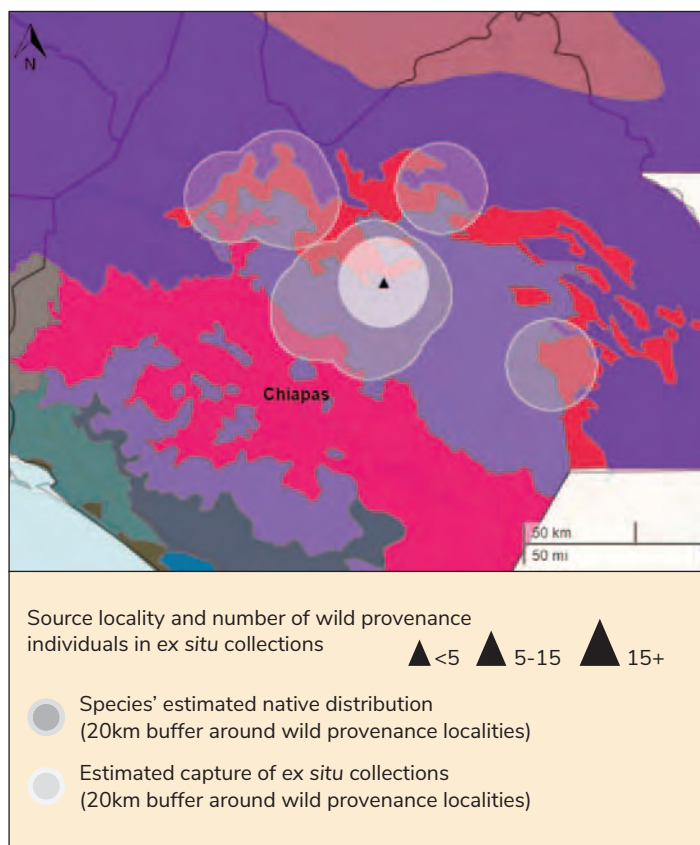 N
Chiapas
50 km
50 mi
Source locality and number of wild provenance
individuals in ex situ collections
<5
5-15
15+
Species’ estimated native distribution
(20km buffer around wild provenance localities)
Estimated capture of ex situ collections
(20km buffer around wild provenance localities)